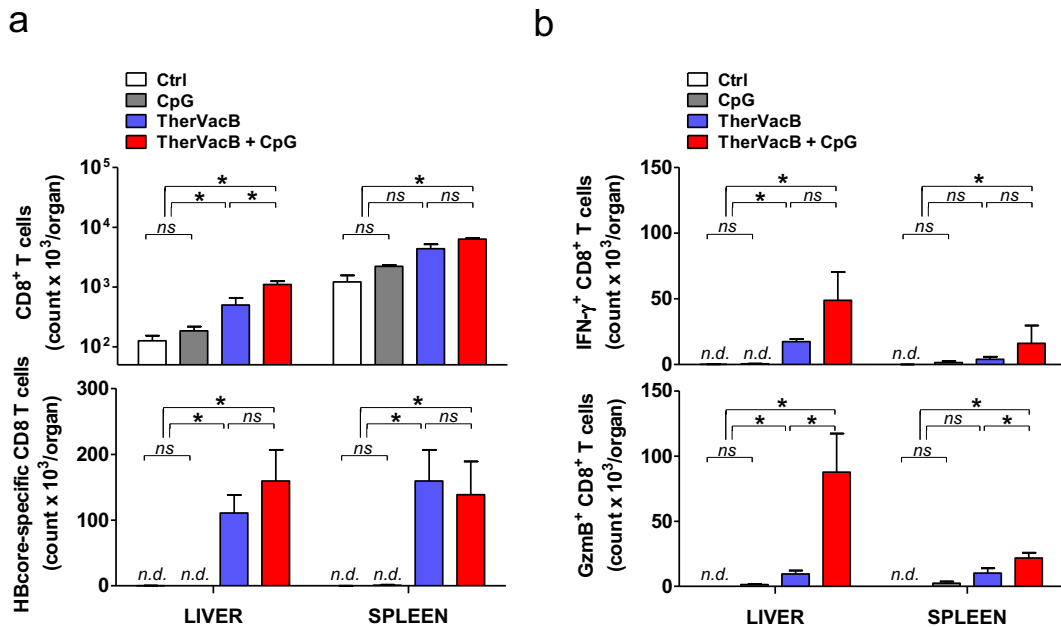 a
Ctrl
CpG
TherVacB
TherVacB + CpG
CD8⁺ T cells
(count x 10³/organ)
10⁵
10⁴
10³
10²
*
*
*
ns
*
ns
ns
ns
HBcore-specific CD8 T cells
(count x 10³/organ)
300
200
100
0
*
*
ns
ns
n.d.
n.d.
*
*
ns
ns
n.d.
n.d.
LIVER
SPLEEN
b
Ctrl
CpG
TherVacB
TherVacB + CpG
IFN-γ⁺ CD8⁺ T cells
(count x 10³/organ)
150
100
50
0
*
*
ns
ns
n.d.
n.d.
*
ns
ns
ns
n.d.
GzmB⁺ CD8⁺ T cells
(count x 10³/organ)
150
100
50
0
*
*
*
ns
n.d.
*
ns
*
ns
n.d.
LIVER
SPLEEN